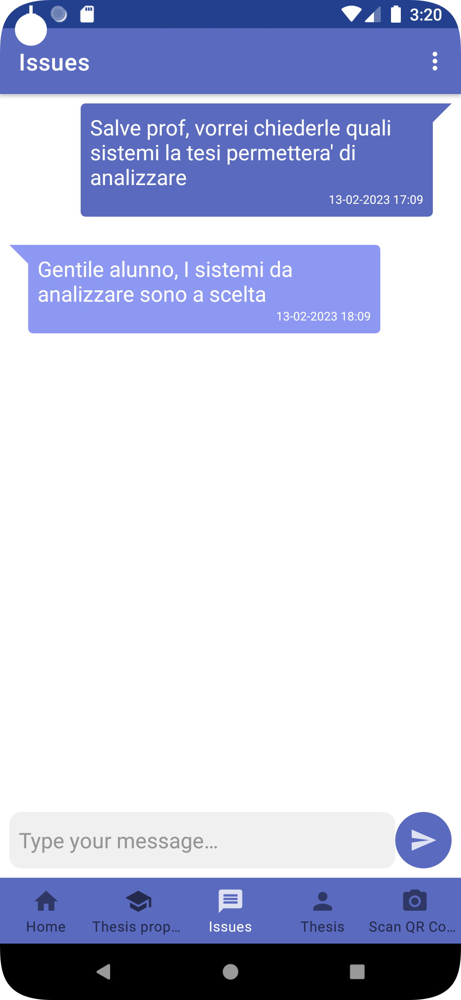 3:20
Issues
Salve prof, vorrei chiederle quali
sistemi la tesi permettera' di
analizzare
13-02-2023 17:09
Gentile alunno, I sistemi da
analizzare sono a scelta
13-02-2023 18:09
Type your message...
Home
Thesis prop...
Issues
Thesis
Scan QR Co...